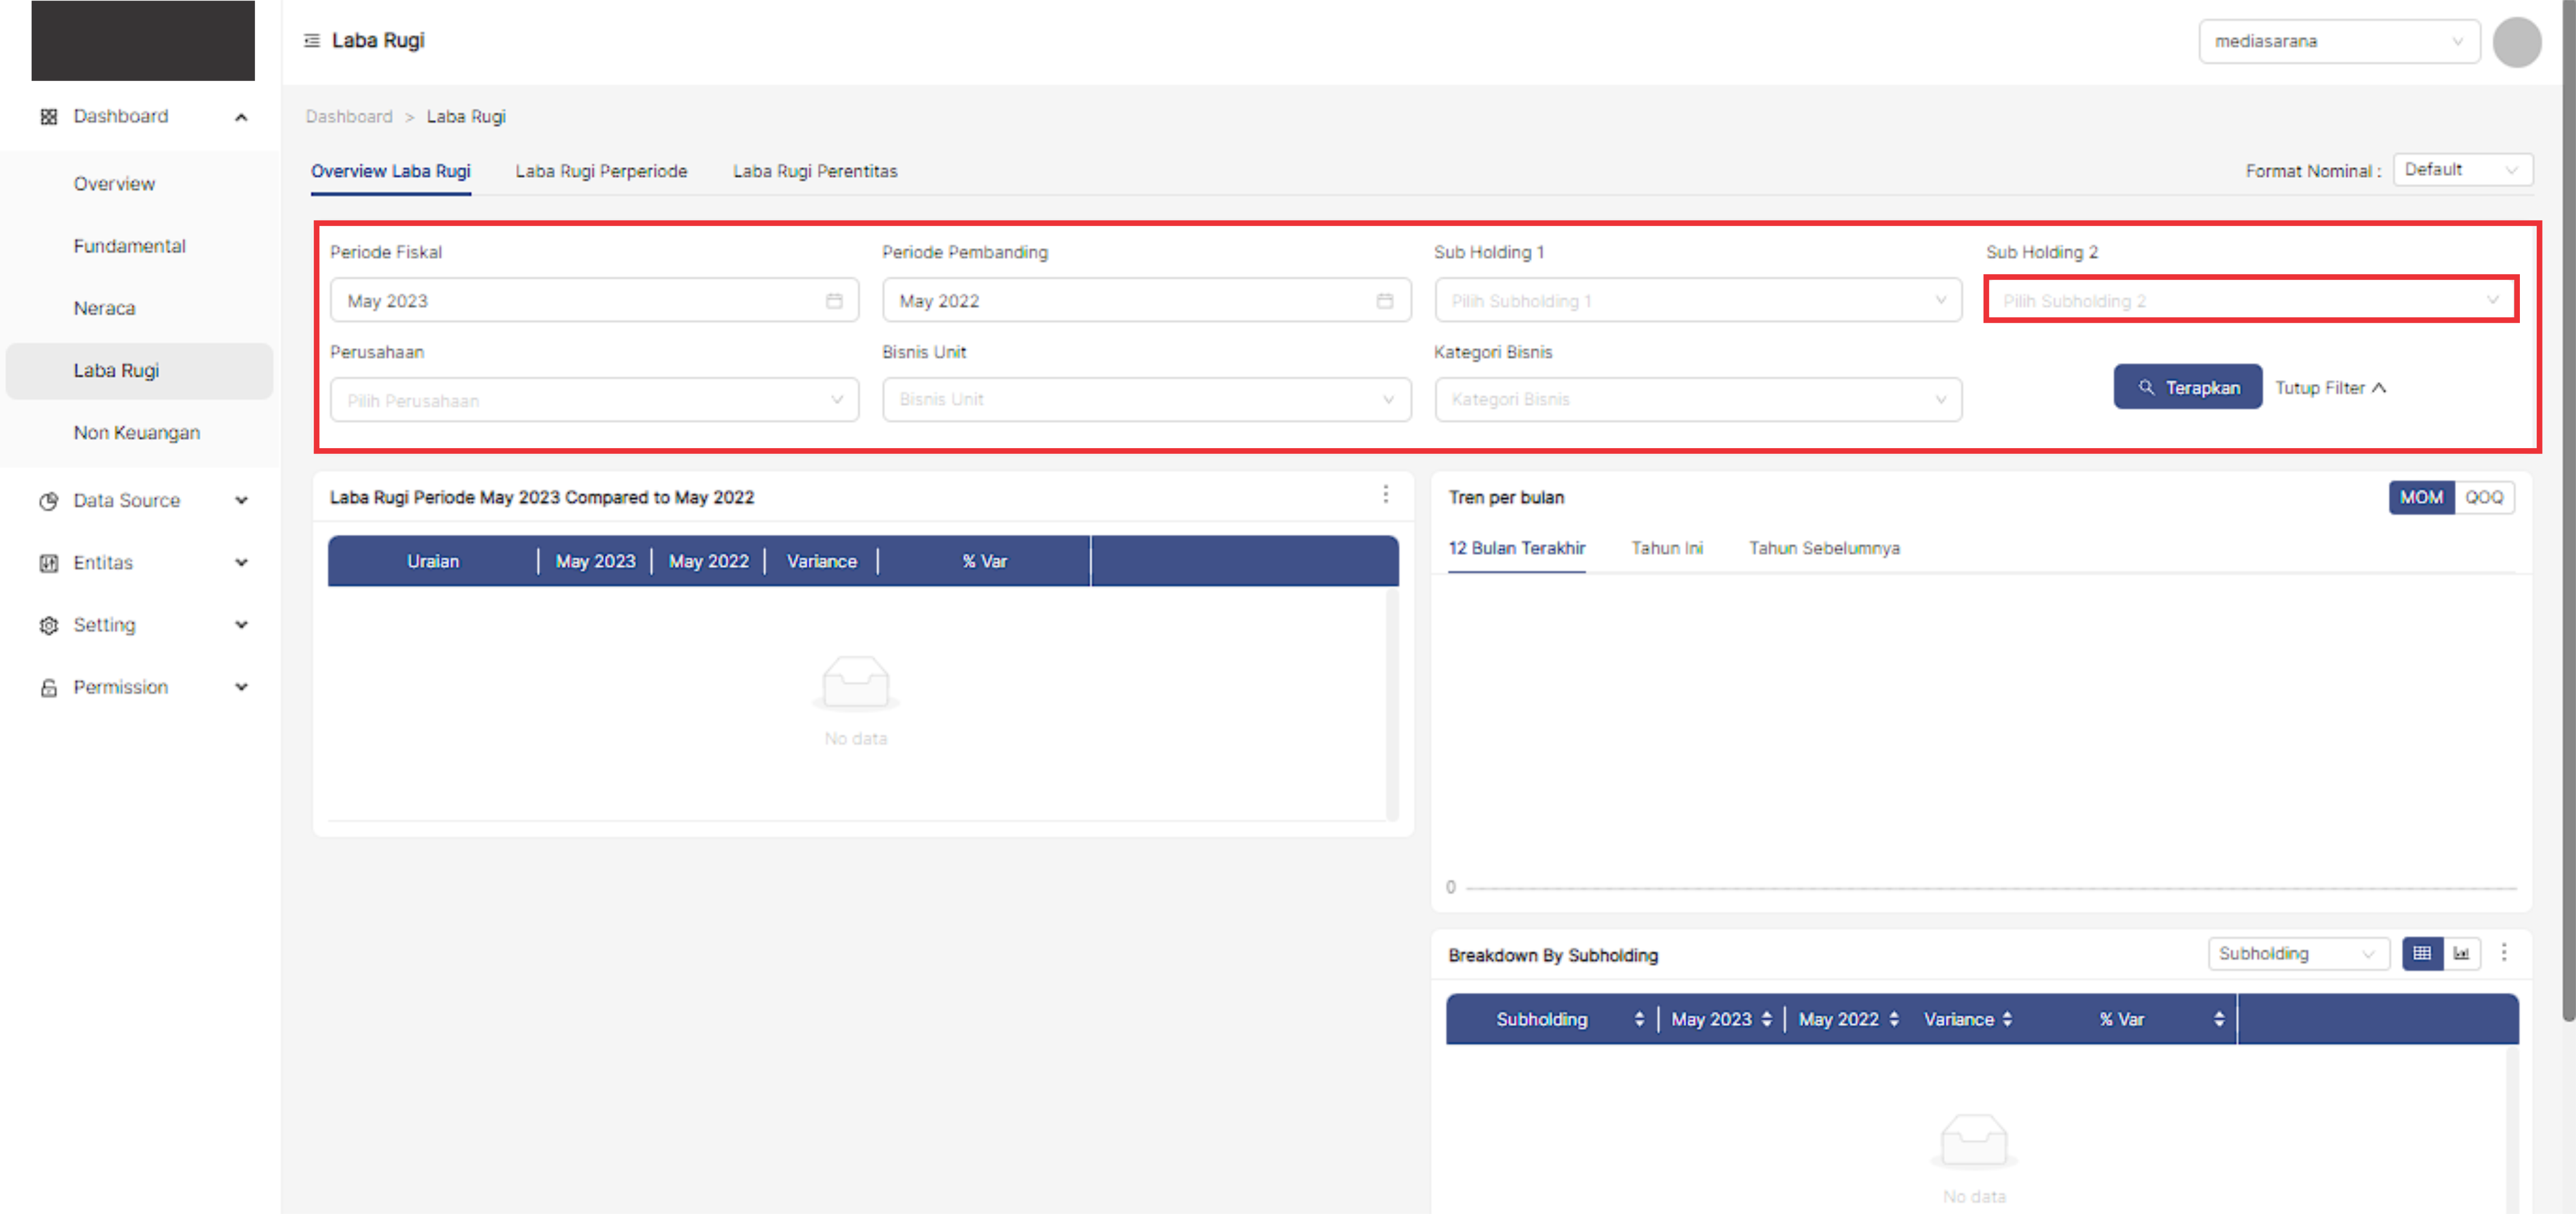 Laba Rugi
mediasarana
Dashboard
Overview
Fundamental
Neraca
Laba Rugi
Non Keuangan
Data Source
Entitas
Setting
Permission
Dashboard > Laba Rugi
Overview Laba Rugi Laba Rugi Perperiode Laba Rugi Perentitas
Format Nominal : Default
Periode Fiskal Periode Pembanding Sub Holding 1 Sub Holding 2
May 2023 May 2022 Pilih Subholding 1 Pilih Subholding 2
Perusahaan Bisnis Unit Kategori Bisnis
Pilih Perusahaan Bisnis Unit Kategori Bisnis
Terapkan Tutup Filter
Laba Rugi Periode May 2023 Compared to May 2022
Uraian May 2023 May 2022 Variance % Var
No data
Tren per bulan
MOM QOQ
12 Bulan Terakhir Tahun Ini Tahun Sebelumnya
0
Breakdown By Subholding
Subholding
Subholding May 2023 May 2022 Variance % Var
No data